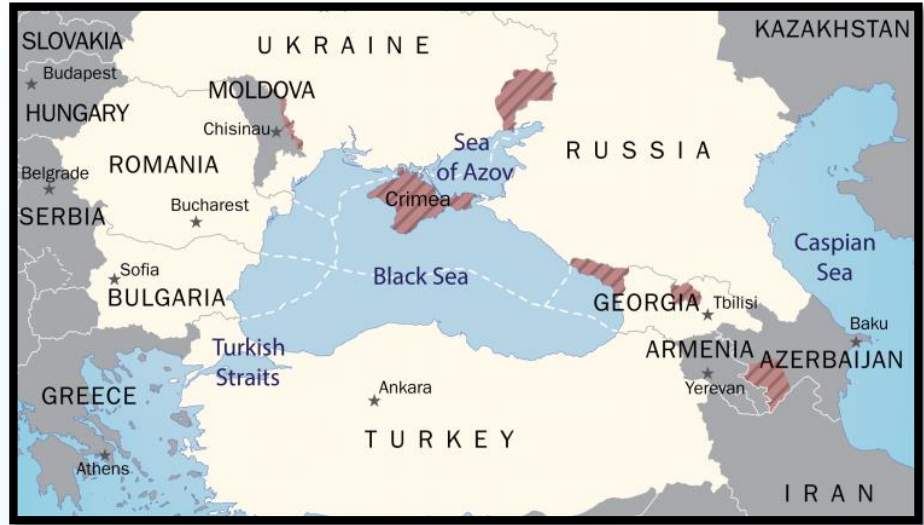 SLOVAKIA
Budapest
HUNGARY
Belgrade
SERBIA
UKRAINE
MOLDOVA
Chisinau
ROMANIA
Bucharest
Sofia
BULGARIA
GREECE
Athens
Turkish
Straits
Black Sea
Crimea
Sea
of Azov
RUSSIA
KAZAKHSTAN
Caspian
Sea
GEORGIA
Tbilisi
ARMENIA
Yerevan
Baku
AZERBAIJAN
Ankara
TURKEY
IRAN